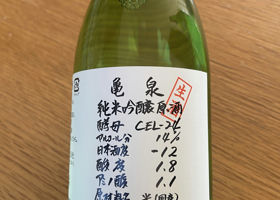 亀泉
生酒
純米吟醸原酒
酵母 CEL-24
アルコール分 14%
日本酒度 -12
酸度 1.8
アミノ酸 1.1